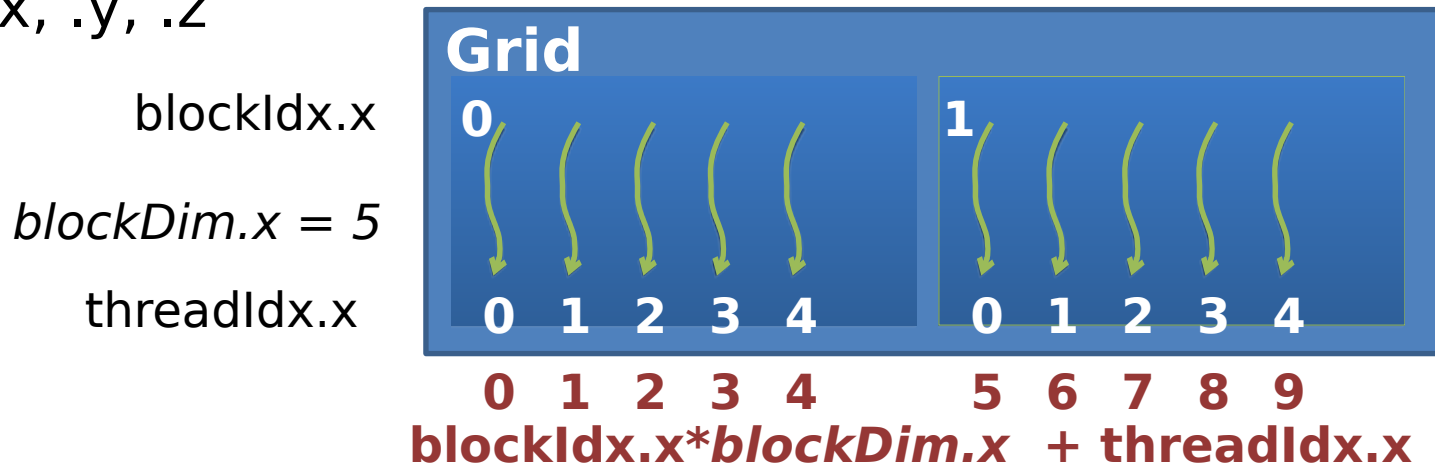 x, .y, .z
Grid
blockIdx.x
0 1
blockDim.x = 5
threadIdx.x
0 1 2 3 4 0 1 2 3 4
0 1 2 3 4 5 6 7 8 9
blockIdx.x*blockDim.x + threadIdx.x